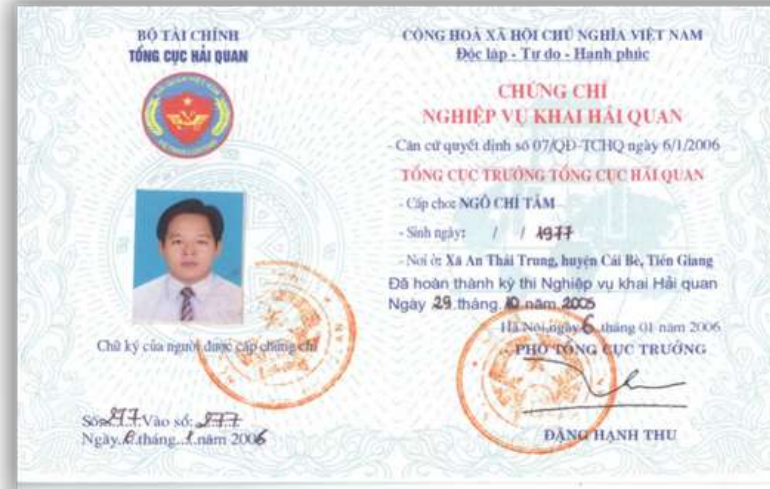 BỘ TÀI CHÍNH
TỔNG CỤC HẢI QUAN
Chữ ký của người được cấp chứng chỉ
Số: 277. Vào số: 277
Ngày 6 tháng 1 năm 2006
CỘNG HOÀ XÃ HỘI CHỦ NGHĨA VIỆT NAM
Độc lập - Tự do - Hạnh phúc
CHỨNG CHỈ
NGHIỆP VỤ KHAI HẢI QUAN
- Căn cứ quyết định số 07/QĐ-TCHQ ngày 6/1/2006
TỔNG CỤC TRƯỞNG TỔNG CỤC HẢI QUAN
- Cấp cho: NGÔ CHÍ TÂM
- Sinh ngày: / / 1977
- Nơi ở: Xã An Thái Trung, huyện Cái Bè, Tiền Giang
Đã hoàn thành kỳ thi Nghiệp vụ khai Hải quan
Ngày 29 tháng 10 năm 2005
Hà Nội, ngày 6 tháng 01 năm 2006
PHÓ TỔNG CỤC TRƯỞNG
ĐẶNG HẠNH THU